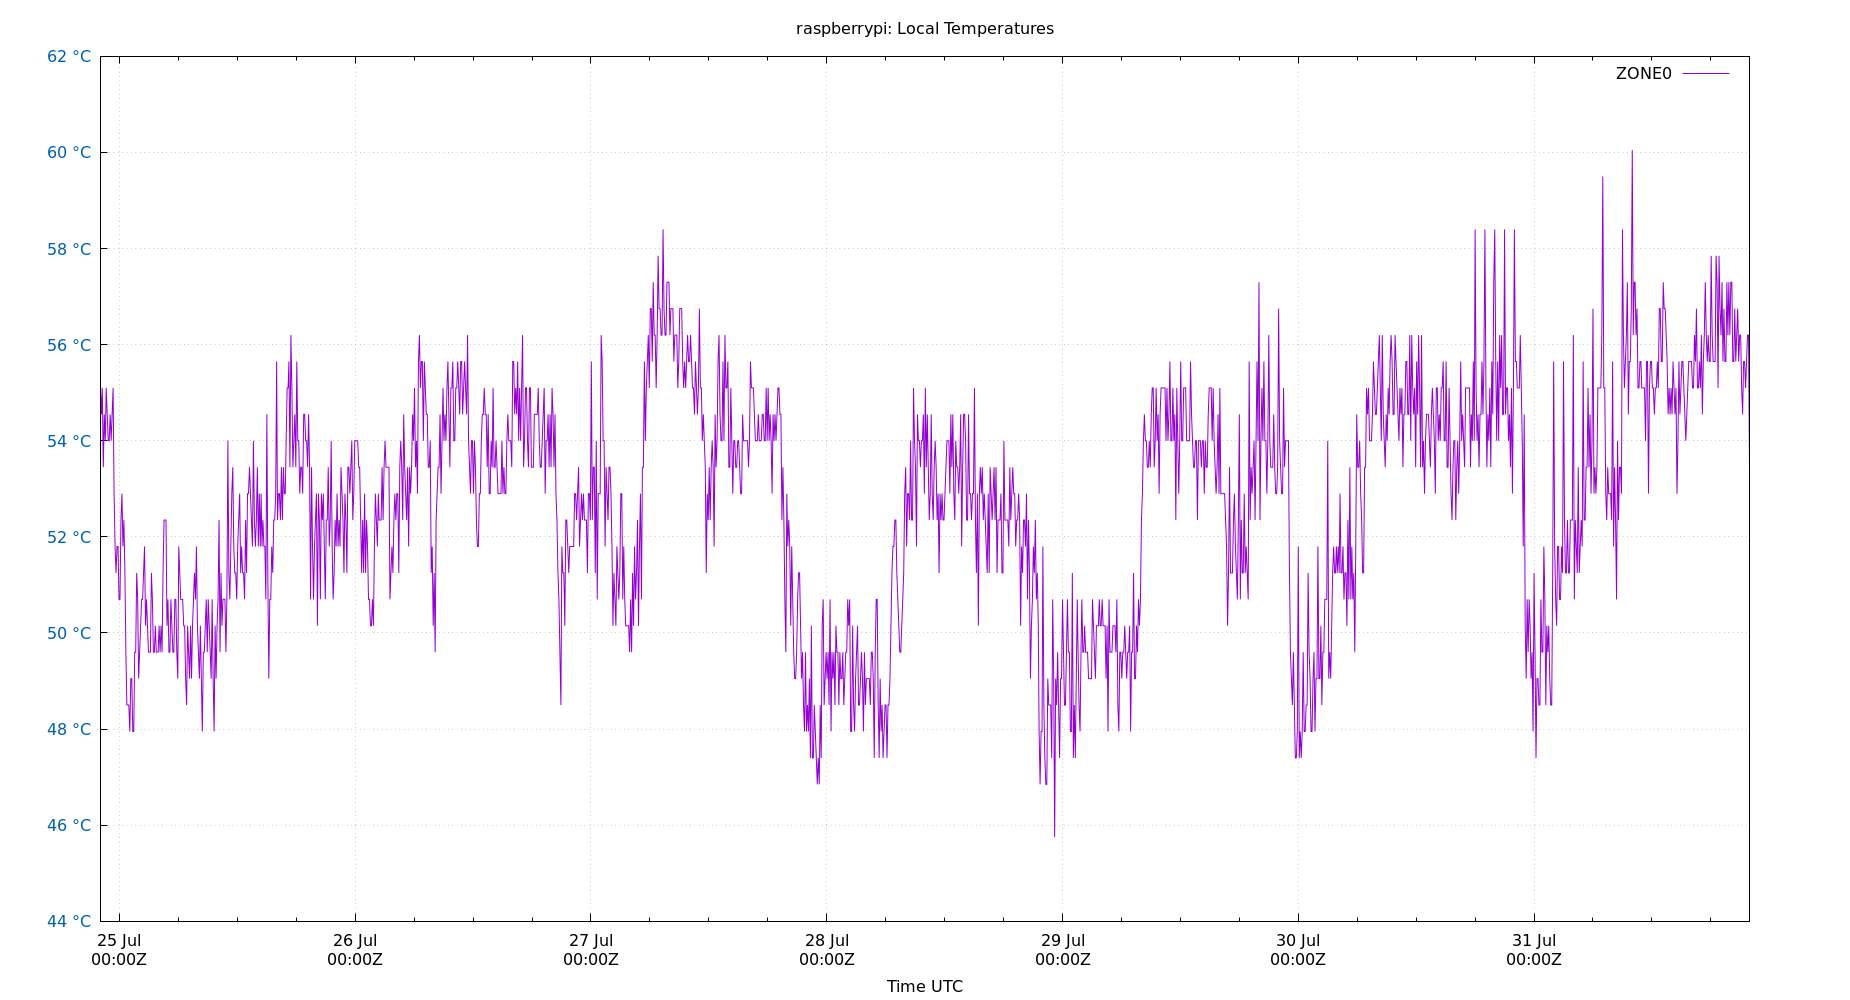 raspberrypi: Local Temperatures
62 °C
ZONE0
60 °C
58 °C
56 °C
54 °C
52 °C
50 °C
48 °C
46 °C
44 °C
25 Jul 26 Jul 27 Jul 28 Jul 29 Jul 30 Jul 31 Jul
00:00Z 00:00Z 00:00Z 00:00Z 00:00Z 00:00Z 00:00Z
Time UTC